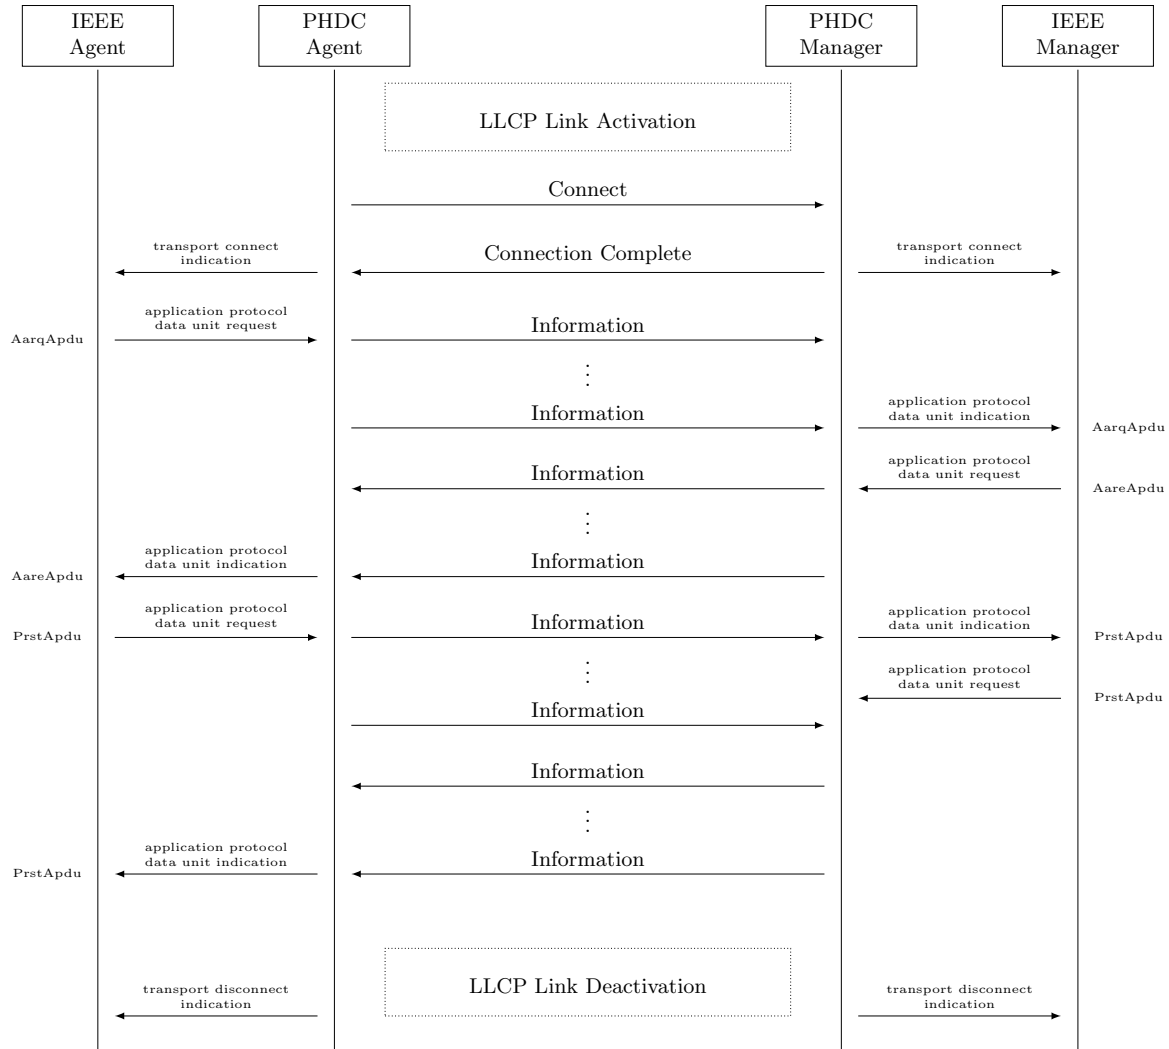 IEEE
Agent
PHDC
Agent
PHDC
Manager
IEEE
Manager
LLCP Link Activation
Connect
transport connect
indication
Connection Complete
transport connect
indication
AarqApdu
application protocol
data unit request
Information
Information
application protocol
data unit indication
AarqApdu
Information
application protocol
data unit request
AareApdu
AareApdu
application protocol
data unit indication
Information
PrstApdu
application protocol
data unit request
Information
application protocol
data unit indication
PrstApdu
application protocol
data unit request
PrstApdu
Information
Information
PrstApdu
application protocol
data unit indication
Information
LLCP Link Deactivation
transport disconnect
indication
transport disconnect
indication